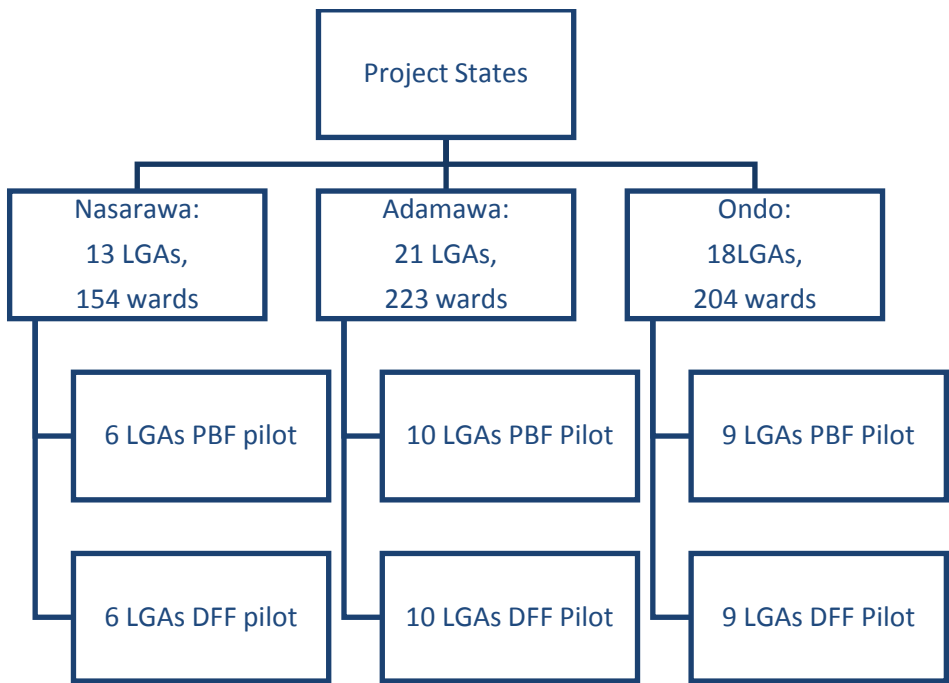 Project States
Nasarawa:
13 LGAs,
154 wards
Adamawa:
21 LGAs,
223 wards
Ondo:
18LGAs,
204 wards
6 LGAs PBF pilot
10 LGAs PBF Pilot
9 LGAs PBF Pilot
6 LGAs DFF pilot
10 LGAs DFF Pilot
9 LGAs DFF Pilot